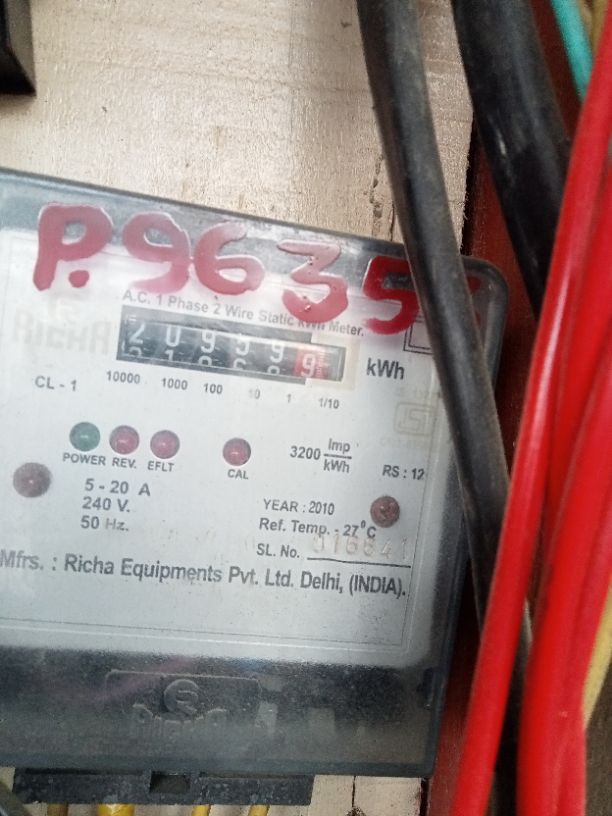 P.9635
A.C. 1 Phase 2 Wire Static kWh Meter.
kWh
CL - 1
10000 1000 100 10 1 1/10
POWER REV. EFLT CAL
3200 Imp/kWh
RS : 12
5 - 20 A
240 V.
50 Hz.
YEAR : 2010
Ref. Temp. : 27°C
SL. No. 016841
Mfrs. : Richa Equipments Pvt. Ltd. Delhi, (INDIA).